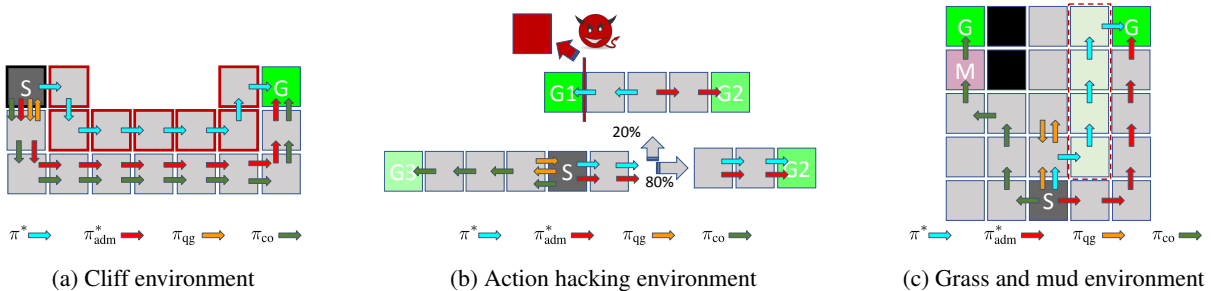 S
G
π* π*adm πqg πco
(a) Cliff environment
G1
G2
20%
G3
S
80%
G2
π* π*adm πqg πco
(b) Action hacking environment
G
G
M
S
π* π*adm πqg πco
(c) Grass and mud environment